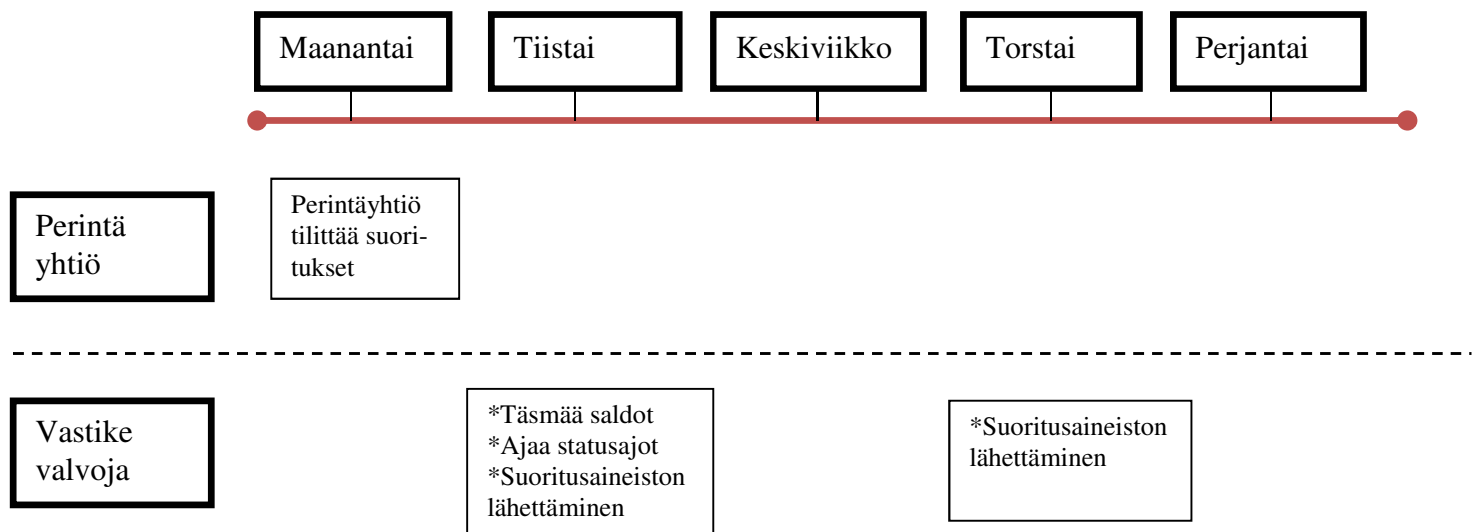 Maanantai
Tiistai
Keskiviikko
Torstai
Perjantai
Perintä
yhtiö
Perintäyhtiö
tilittää suori-
tukset
Vastike
valvoja
*Täsmää saldot
*Ajaa statusajot
*Suoritusaineiston
lähettäminen
*Suoritusaineiston
lähettäminen